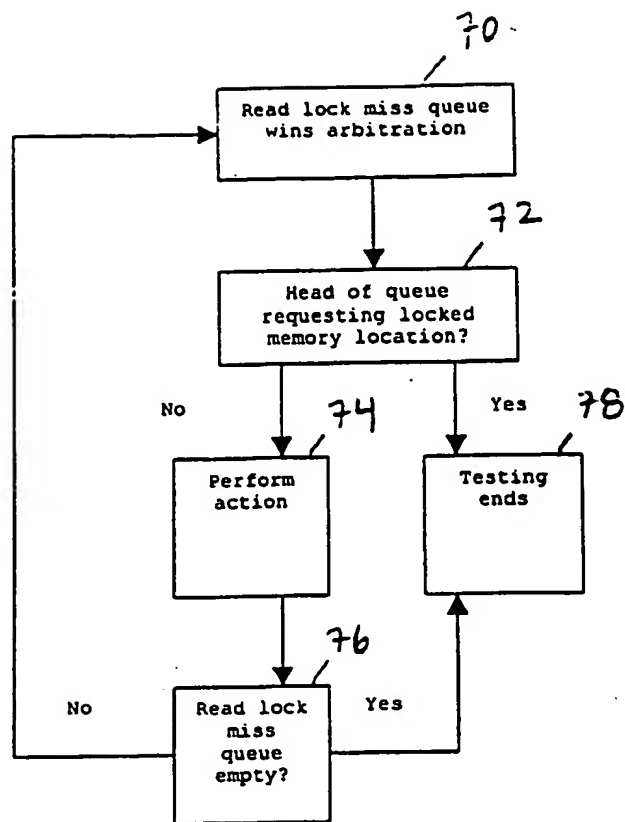 70
Read lock miss queue
wins arbitration
72
Head of queue
requesting locked
memory location?
No
74
Yes
78
Perform
action
Testing
ends
76
No
Read lock
miss
queue
empty?
Yes